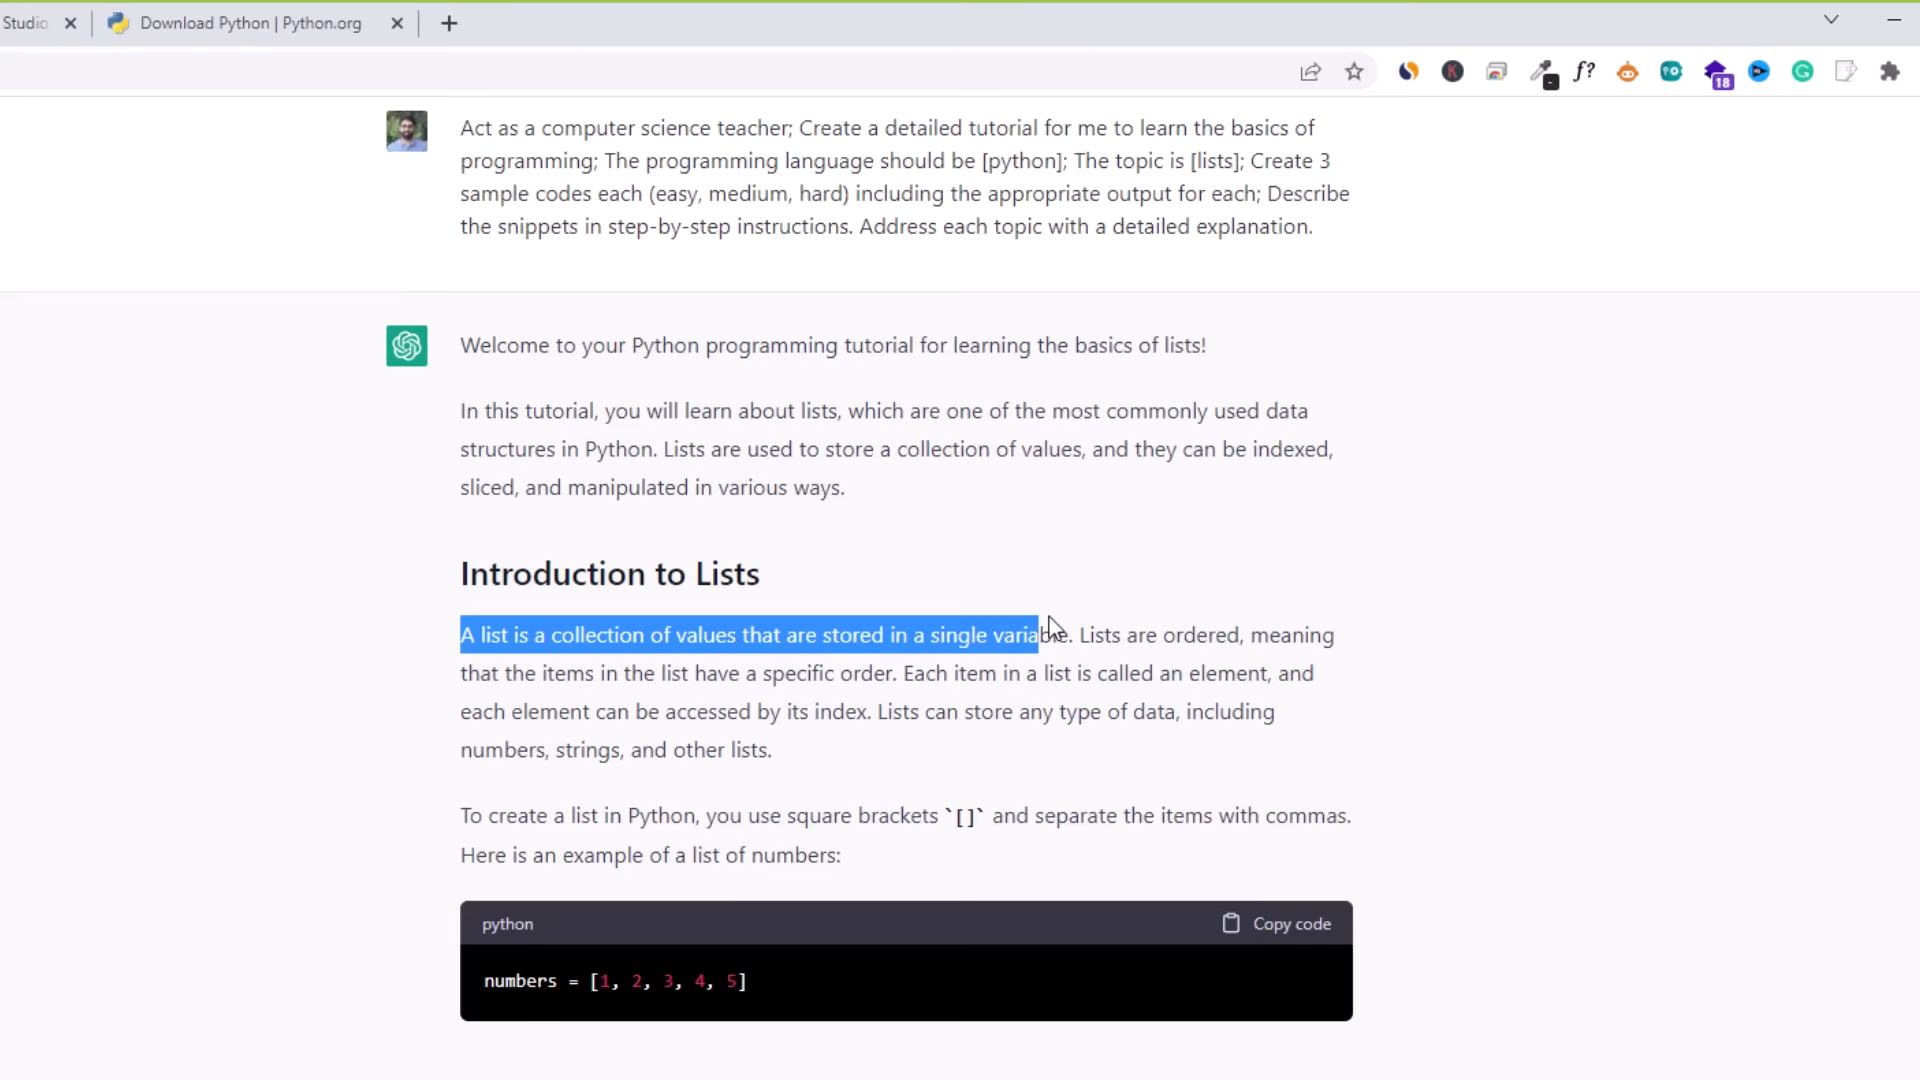 Studio
Download Python | Python.org
f?
18
Act as a computer science teacher; Create a detailed tutorial for me to learn the basics of
programming; The programming language should be [python]; The topic is [lists]; Create 3
sample codes each (easy, medium, hard) including the appropriate output for each; Describe
the snippets in step-by-step instructions. Address each topic with a detailed explanation.
Welcome to your Python programming tutorial for learning the basics of lists!
In this tutorial, you will learn about lists, which are one of the most commonly used data
structures in Python. Lists are used to store a collection of values, and they can be indexed,
sliced, and manipulated in various ways.
Introduction to Lists
A list is a collection of values that are stored in a single variable. Lists are ordered, meaning
that the items in the list have a specific order. Each item in a list is called an element, and
each element can be accessed by its index. Lists can store any type of data, including
numbers, strings, and other lists.
To create a list in Python, you use square brackets `[]` and separate the items with commas.
Here is an example of a list of numbers:
python Copy code
numbers = [1, 2, 3, 4, 5]